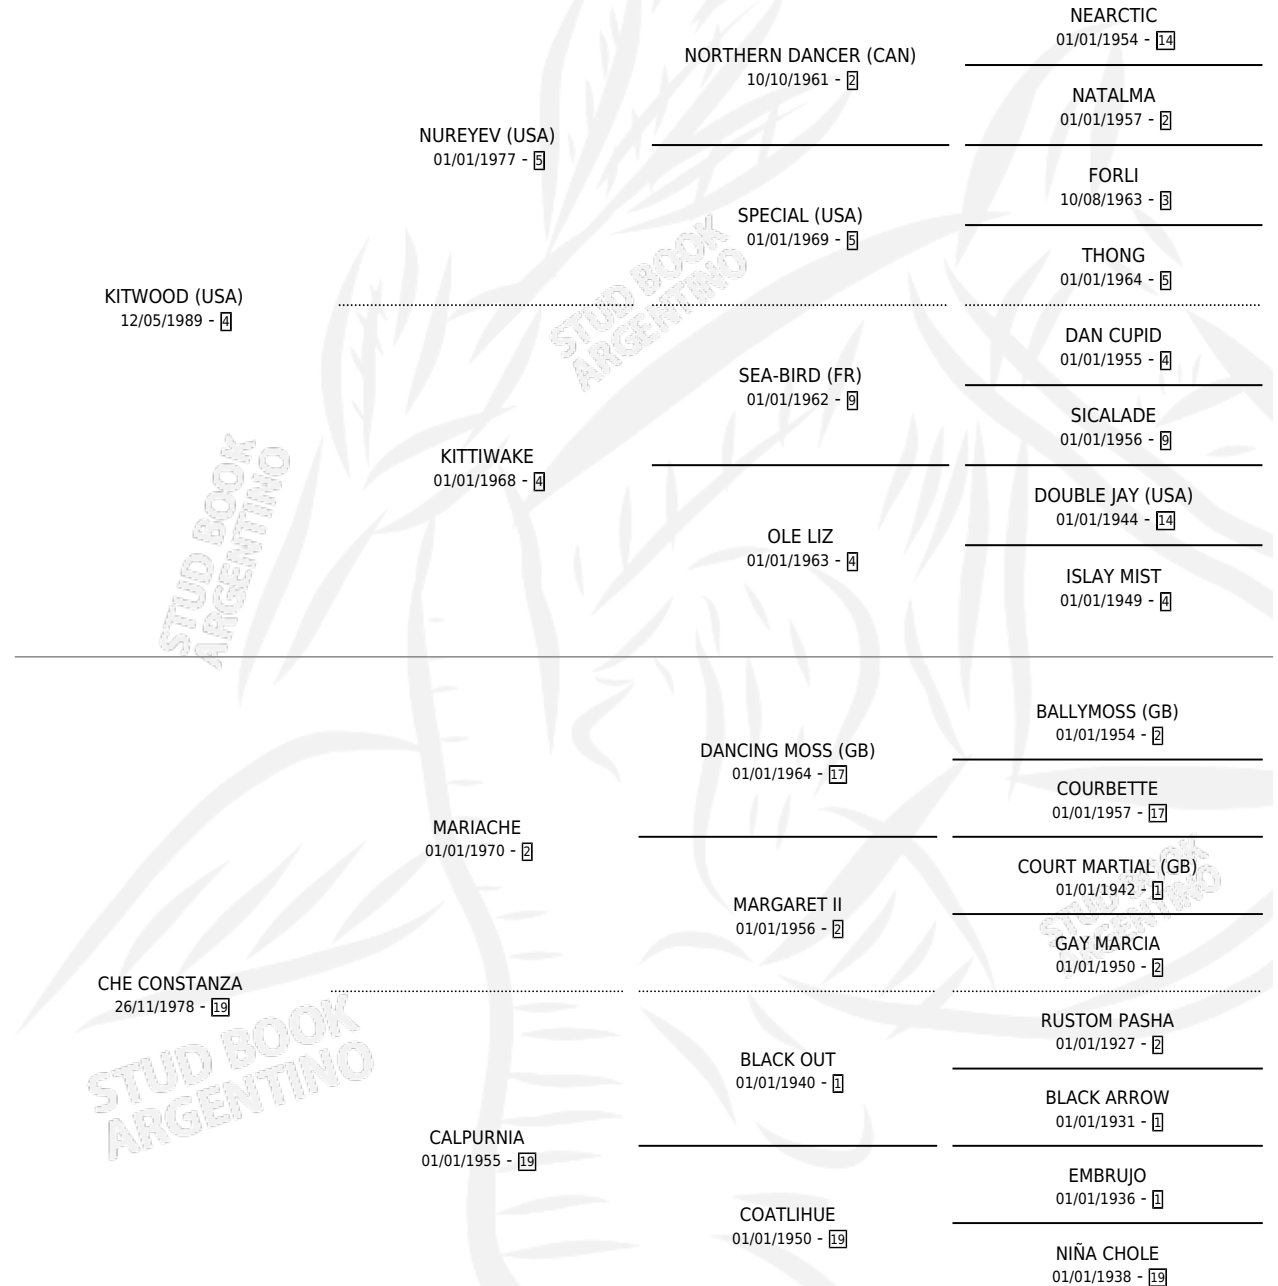 NEARCTIC
01/01/1954 - 14
NORTHERN DANCER (CAN)
10/10/1961 - 2
NATALMA
01/01/1957 - 2
NUREYEV (USA)
01/01/1977 - 5
FORLI
10/08/1963 - 3
SPECIAL (USA)
01/01/1969 - 5
THONG
01/01/1964 - 5
KITWOOD (USA)
12/05/1989 - 4
STUD BOOK
ARGENTINO
DAN CUPID
01/01/1955 - 4
SEA-BIRD (FR)
01/01/1962 - 9
SICALADE
01/01/1956 - 9
KITTIWAKE
01/01/1968 - 4
DOUBLE JAY (USA)
01/01/1944 - 14
OLE LIZ
01/01/1963 - 4
ISLAY MIST
01/01/1949 - 4
STUD BOOK
ARGENTINO
BALLYMOSS (GB)
01/01/1954 - 2
DANCING MOSS (GB)
01/01/1964 - 17
COURBETTE
01/01/1957 - 17
MARIACHE
01/01/1970 - 2
COURT MARTIAL (GB)
01/01/1942 - 1
MARGARET II
01/01/1956 - 2
STUD BOOK
ARGENTINO
GAY MARCIA
01/01/1950 - 2
CHE CONSTANZA
26/11/1978 - 19
STUD BOOK
ARGENTINO
RUSTOM PASHA
01/01/1927 - 2
BLACK OUT
01/01/1940 - 1
BLACK ARROW
01/01/1931 - 1
CALPURNIA
01/01/1955 - 19
EMBRUJO
01/01/1936 - 1
COATLIHUE
01/01/1950 - 19
NIÑA CHOLE
01/01/1938 - 19